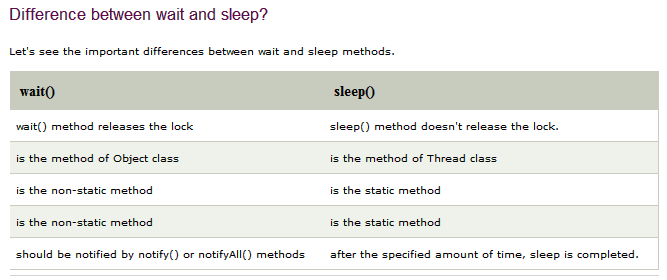 Difference between wait and sleep?
Let's see the important differences between wait and sleep methods.
wait() sleep()
wait() method releases the lock sleep() method doesn't release the lock.
is the method of Object class is the method of Thread class
is the non-static method is the static method
is the non-static method is the static method
should be notified by notify() or notifyAll() methods after the specified amount of time, sleep is completed.